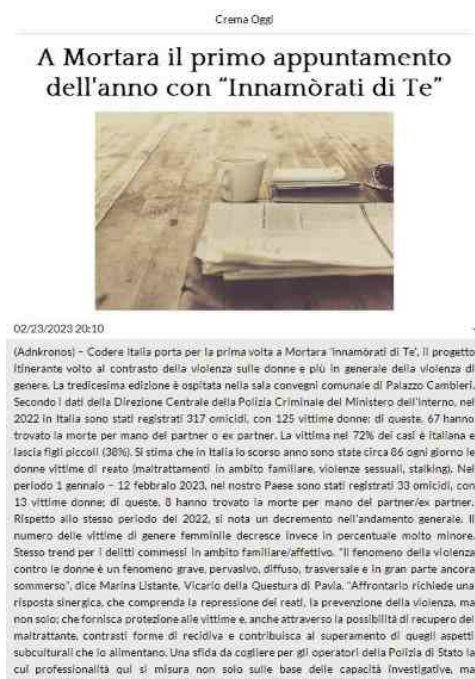 Crema Oggi
A Mortara il primo appuntamento
dell'anno con "Innamòrati di Te"
02/23/2023 20:10
(Adnkronos) – Codere Italia porta per la prima volta a Mortara 'Innamòrati di Te', il progetto
itinerante volto al contrasto della violenza sulle donne e più in generale della violenza di
genere. La tredicesima edizione è ospitata nella sala convegni comunale di Palazzo Cambieri.
Secondo i dati della Direzione Centrale della Polizia Criminale del Ministero dell'Interno, nel
2022 in Italia sono stati registrati 317 omicidi, con 125 vittime donne: di queste, 67 hanno
trovato la morte per mano del partner o ex partner. La vittima nel 72% dei casi è italiana e
lascia figli piccoli (38%). Si stima che in Italia lo scorso anno sono state circa 86 ogni giorno le
donne vittime di reato (maltrattamenti in ambito familiare, violenze sessuali, stalking). Nel
periodo 1 gennaio – 12 febbraio 2023, nel nostro Paese sono stati registrati 33 omicidi, con
13 vittime donne; di queste, 8 hanno trovato la morte per mano del partner/ex partner.
Rispetto allo stesso periodo del 2022, si nota un decremento nell'andamento generale. Il
numero delle vittime di genere femminile decresce invece in percentuale molto minore.
Stesso trend per i delitti commessi in ambito familiare/affettivo. "Il fenomeno della violenza
contro le donne è un fenomeno grave, pervasivo, diffuso, trasversale e in gran parte ancora
sommerso", dice Marina Listante, Vicario della Questura di Pavia. "Affrontarlo richiede una
risposta sinergica, che comprenda la repressione dei reati, la prevenzione della violenza, ma
non solo; che fornisca protezione alle vittime e, anche attraverso la possibilità di recupero del
maltrattante, contrasti forme di recidiva e contribuisca al superamento di quegli aspetti
subculturali che lo alimentano. Una sfida da cogliere per gli operatori della Polizia di Stato la
cui professionalità qui si misura non solo sulla base delle capacità investigative, ma